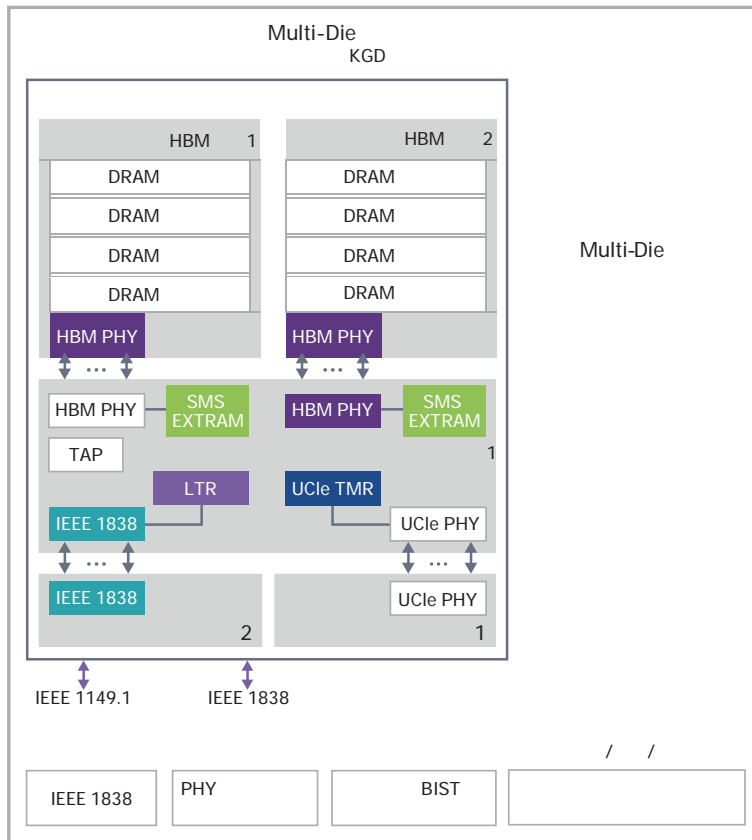 Multi-Die
KGD
HBM 1
HBM 2
DRAM
DRAM
DRAM
DRAM
DRAM
DRAM
DRAM
DRAM
Multi-Die
HBM PHY
HBM PHY
...
...
HBM PHY
SMS
EXTRAM
HBM PHY
SMS
EXTRAM
TAP
1
LTR
UCIe TMR
IEEE 1838
UCIe PHY
...
...
IEEE 1838
UCIe PHY
2
1
IEEE 1149.1
IEEE 1838
/ / 
IEEE 1838
PHY
BIST